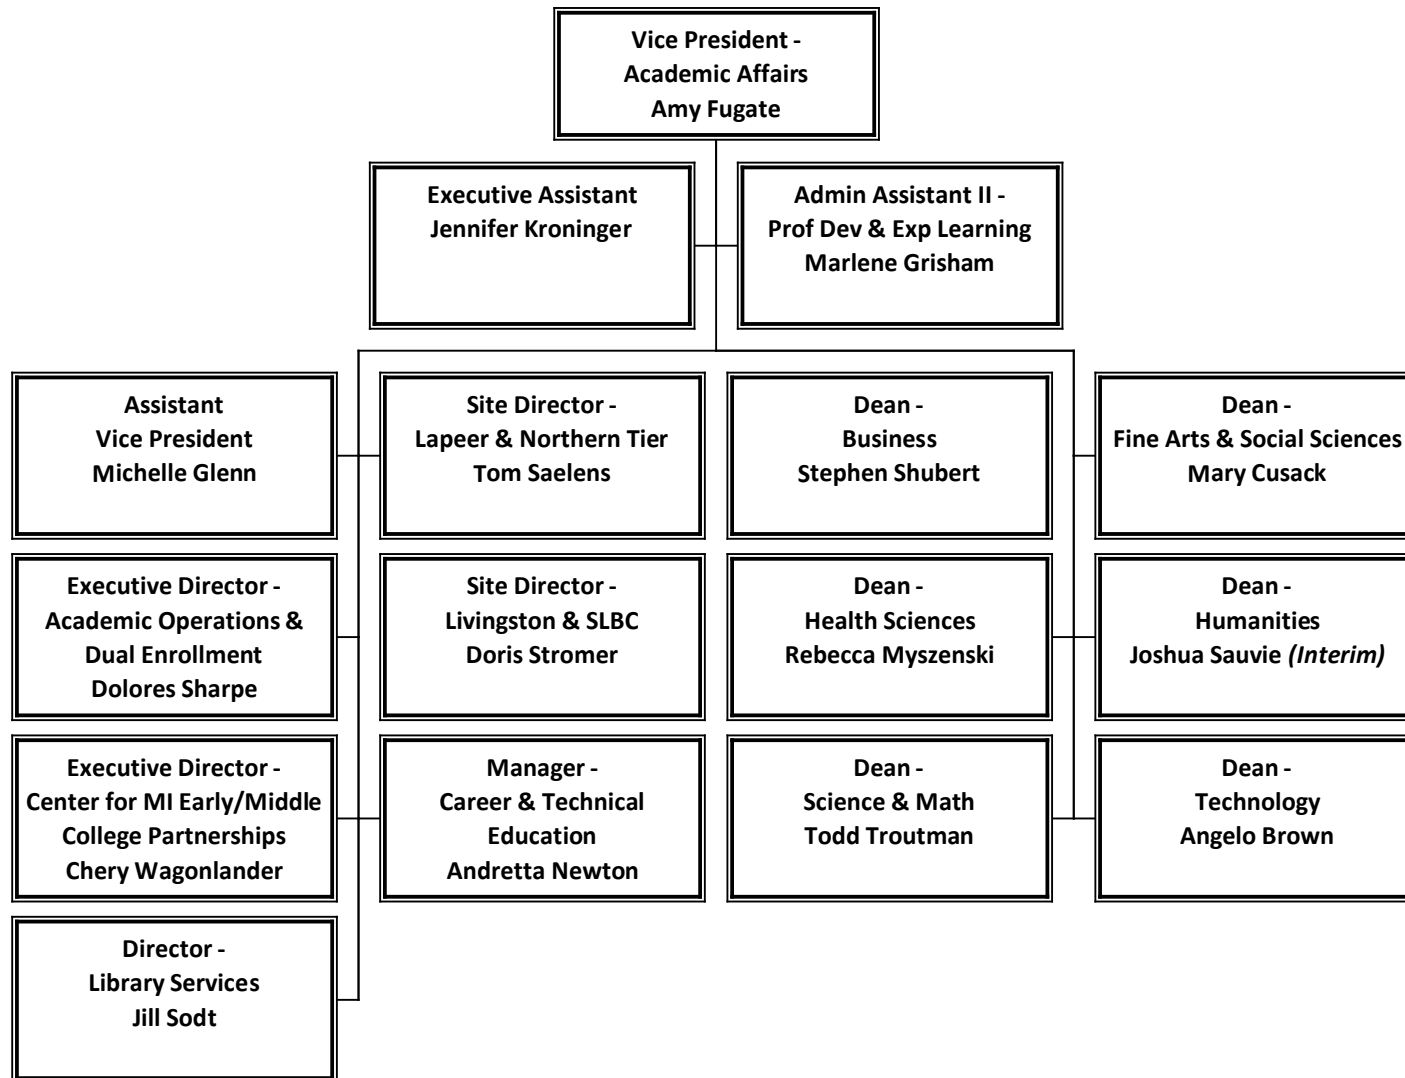 Vice President -
Academic Affairs
Amy Fugate
Executive Assistant
Jennifer Kroninger
Admin Assistant II -
Prof Dev & Exp Learning
Marlene Grisham
Assistant
Vice President
Michelle Glenn
Site Director -
Lapeer & Northern Tier
Tom Saelens
Dean -
Business
Stephen Shubert
Dean -
Fine Arts & Social Sciences
Mary Cusack
Executive Director -
Academic Operations &
Dual Enrollment
Dolores Sharpe
Site Director -
Livingston & SLBC
Doris Stromer
Dean -
Health Sciences
Rebecca Myszenski
Dean -
Humanities
Joshua Sauvie (Interim)
Executive Director -
Center for MI Early/Middle
College Partnerships
Chery Wagonlander
Manager -
Career & Technical
Education
Andretta Newton
Dean -
Science & Math
Todd Troutman
Dean -
Technology
Angelo Brown
Director -
Library Services
Jill Sodt